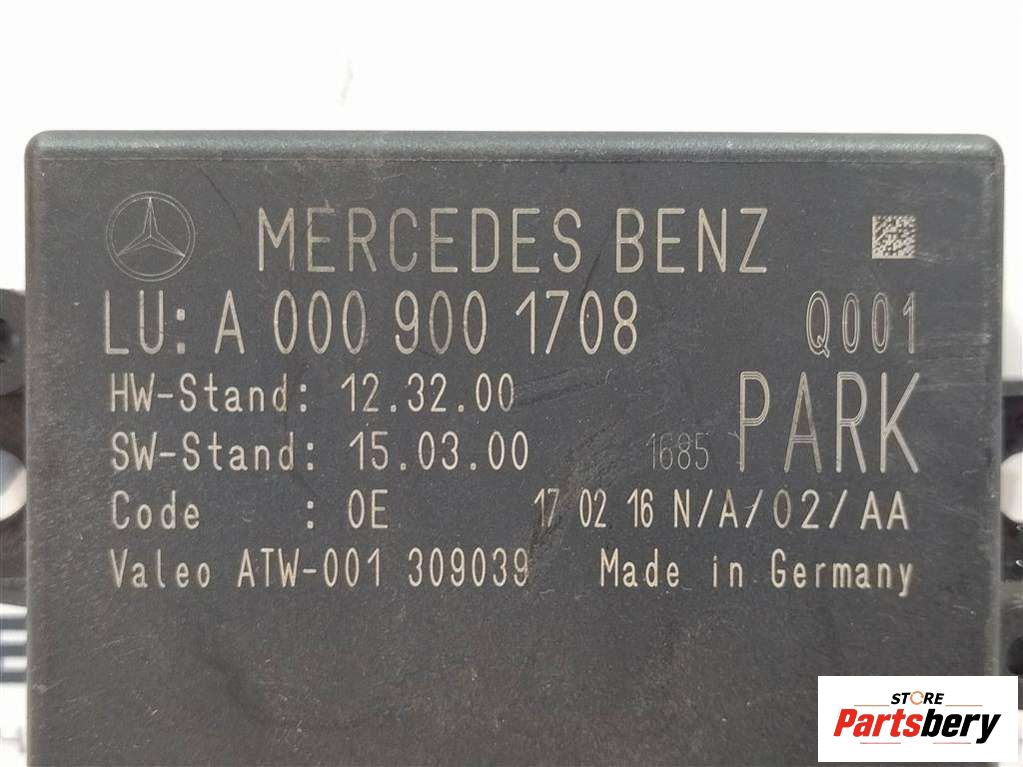 MERCEDES BENZ
LU: A 000 900 1708 Q001
HW-Stand: 12.32.00
SW-Stand: 15.03.00 1685 PARK
Code : 0E 17 02 16 N/A/02/AA
Valeo ATW-001 309039 Made in Germany
STORE
Partsbery